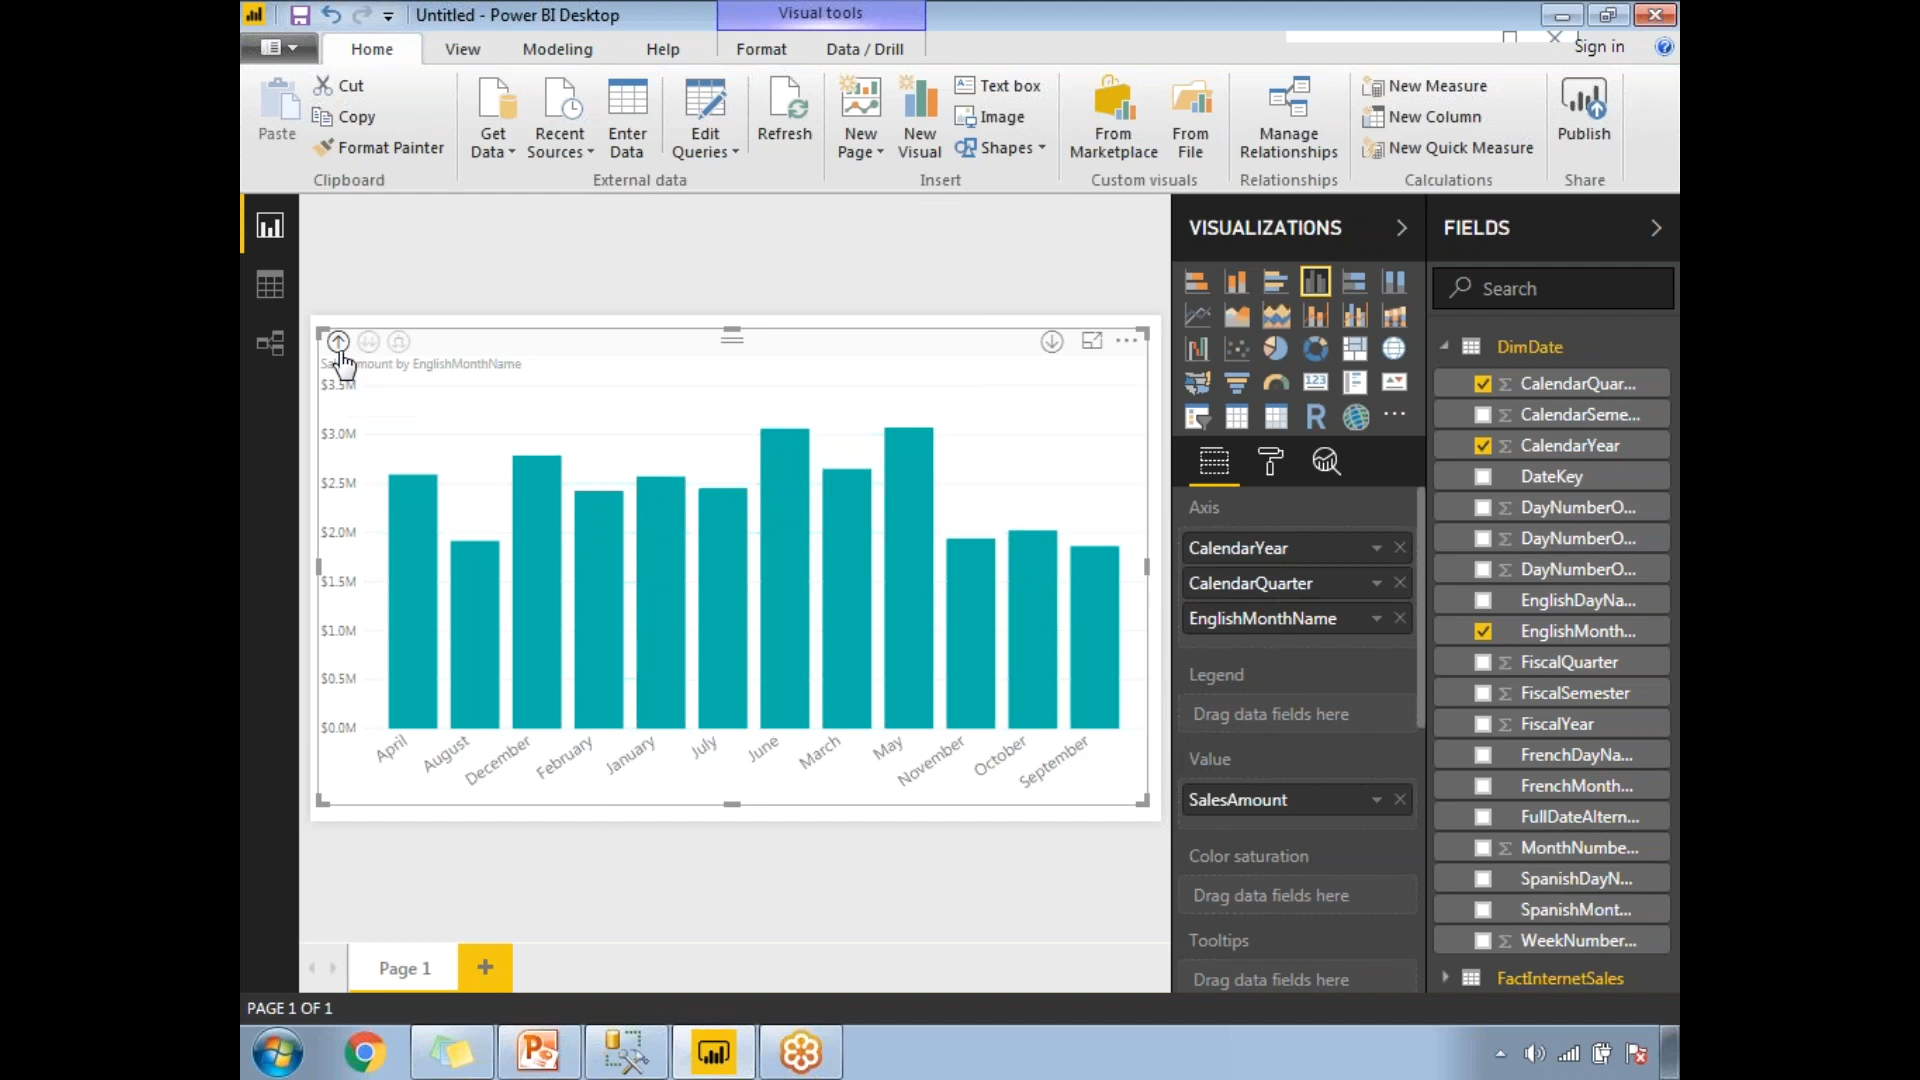 Untitled - Power BI Desktop
Visual tools
Home
View
Modeling
Help
Format
Data / Drill
Sign in
Paste
Cut
Copy
Format Painter
Clipboard
Get Data
Recent Sources
Enter Data
Edit Queries
Refresh
External data
New Page
New Visual
Text box
Image
Shapes
Insert
From Marketplace
From File
Custom visuals
Manage Relationships
Relationships
New Measure
New Column
New Quick Measure
Calculations
Publish
Share
amount by EnglishMonthName
$3.5M
$3.0M
$2.5M
$2.0M
$1.5M
$1.0M
$0.5M
$0.0M
April
August
December
February
January
July
June
March
May
November
October
September
VISUALIZATIONS
123
R
Axis
CalendarYear
CalendarQuarter
EnglishMonthName
Legend
Drag data fields here
Value
SalesAmount
Color saturation
Drag data fields here
Tooltips
Drag data fields here
FIELDS
Search
DimDate
CalendarQuar...
CalendarSeme...
CalendarYear
DateKey
DayNumberO...
DayNumberO...
DayNumberO...
EnglishDayNa...
EnglishMonth...
FiscalQuarter
FiscalSemester
FiscalYear
FrenchDayNa...
FrenchMonth...
FullDateAltern...
MonthNumbe...
SpanishDayN...
SpanishMont...
WeekNumber...
FactInternetSales
Page 1
PAGE 1 OF 1